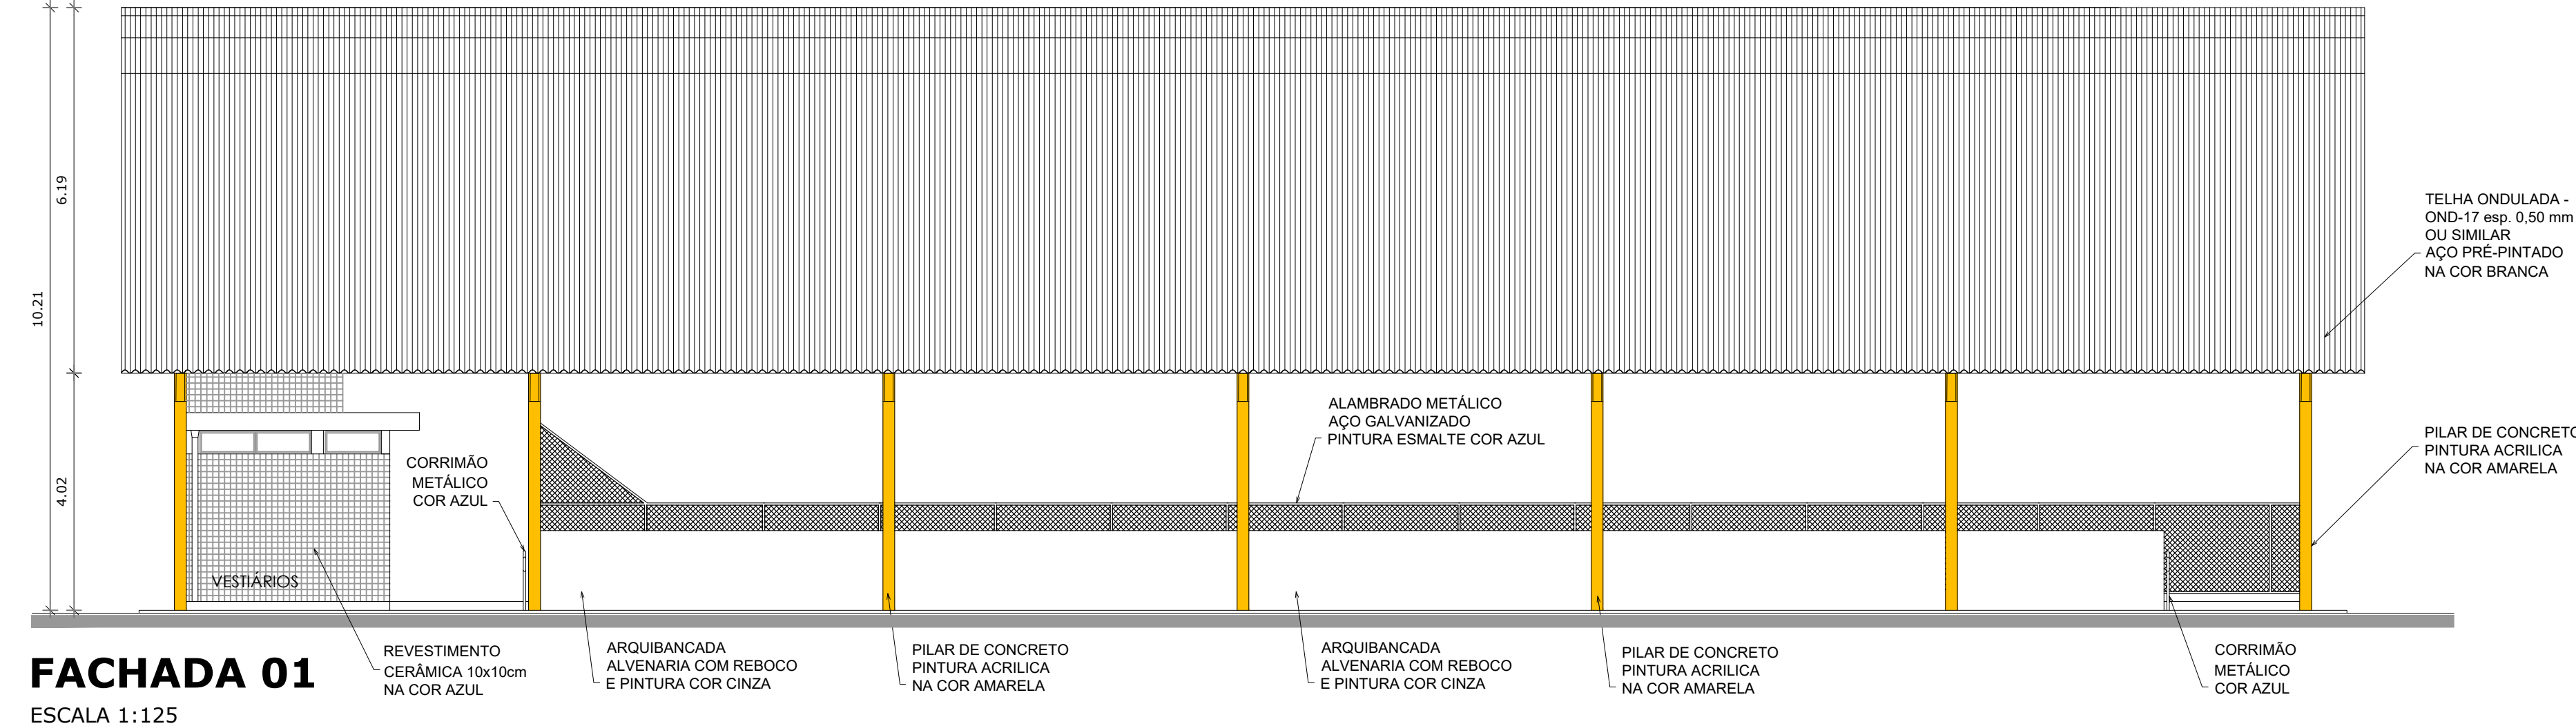 6.19
10.21
4.02
TELHA ONDULADA -
OND-17 esp. 0,50 mm
OU SIMILAR
AÇO PRÉ-PINTADO
NA COR BRANCA
ALAMBRADO METÁLICO
AÇO GALVANIZADO
PINTURA ESMALTE COR AZUL
PILAR DE CONCRETO
PINTURA ACRILICA
NA COR AMARELA
CORRIMÃO
METÁLICO
COR AZUL
VESTIÁRIOS
REVESTIMENTO
CERÂMICA 10x10cm
NA COR AZUL
ARQUIBANCADA
ALVENARIA COM REBOCO
E PINTURA COR CINZA
PILAR DE CONCRETO
PINTURA ACRILICA
NA COR AMARELA
ARQUIBANCADA
ALVENARIA COM REBOCO
E PINTURA COR CINZA
PILAR DE CONCRETO
PINTURA ACRILICA
NA COR AMARELA
CORRIMÃO
METÁLICO
COR AZUL
FACHADA 01
ESCALA 1:125